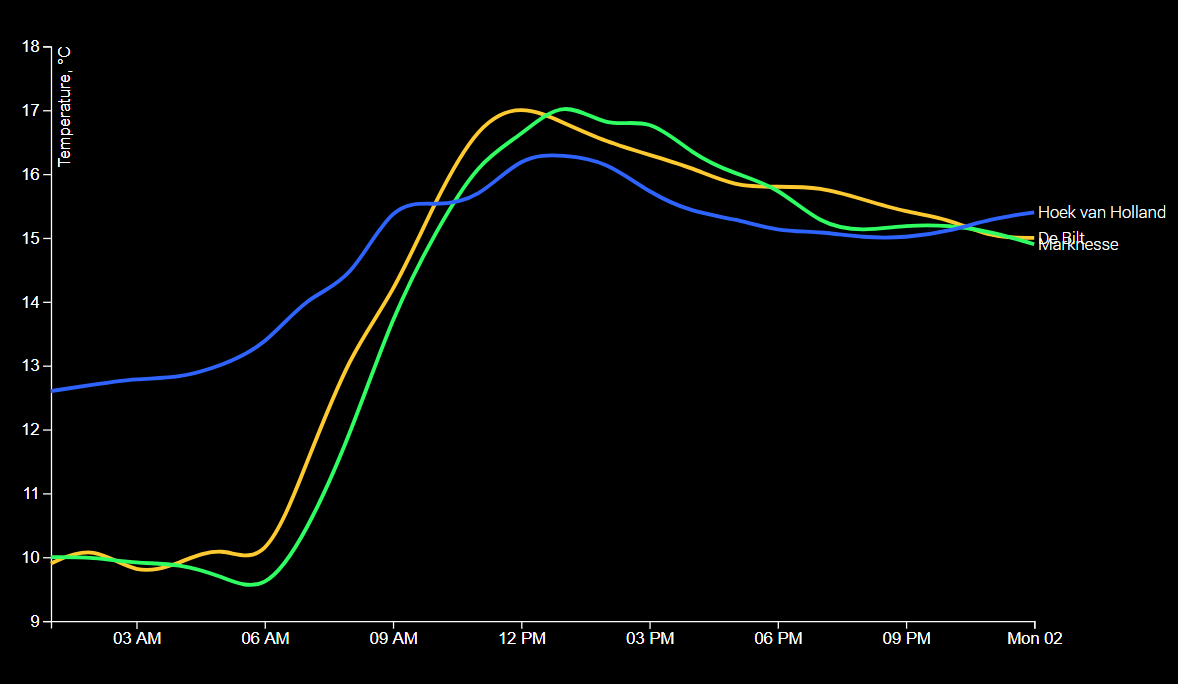 18
Temperature, °C
17
16
15
14
13
12
11
10
9
03 AM
06 AM
09 AM
12 PM
03 PM
06 PM
09 PM
Mon 02
Hoek van Holland
De Bilt
Marknesse